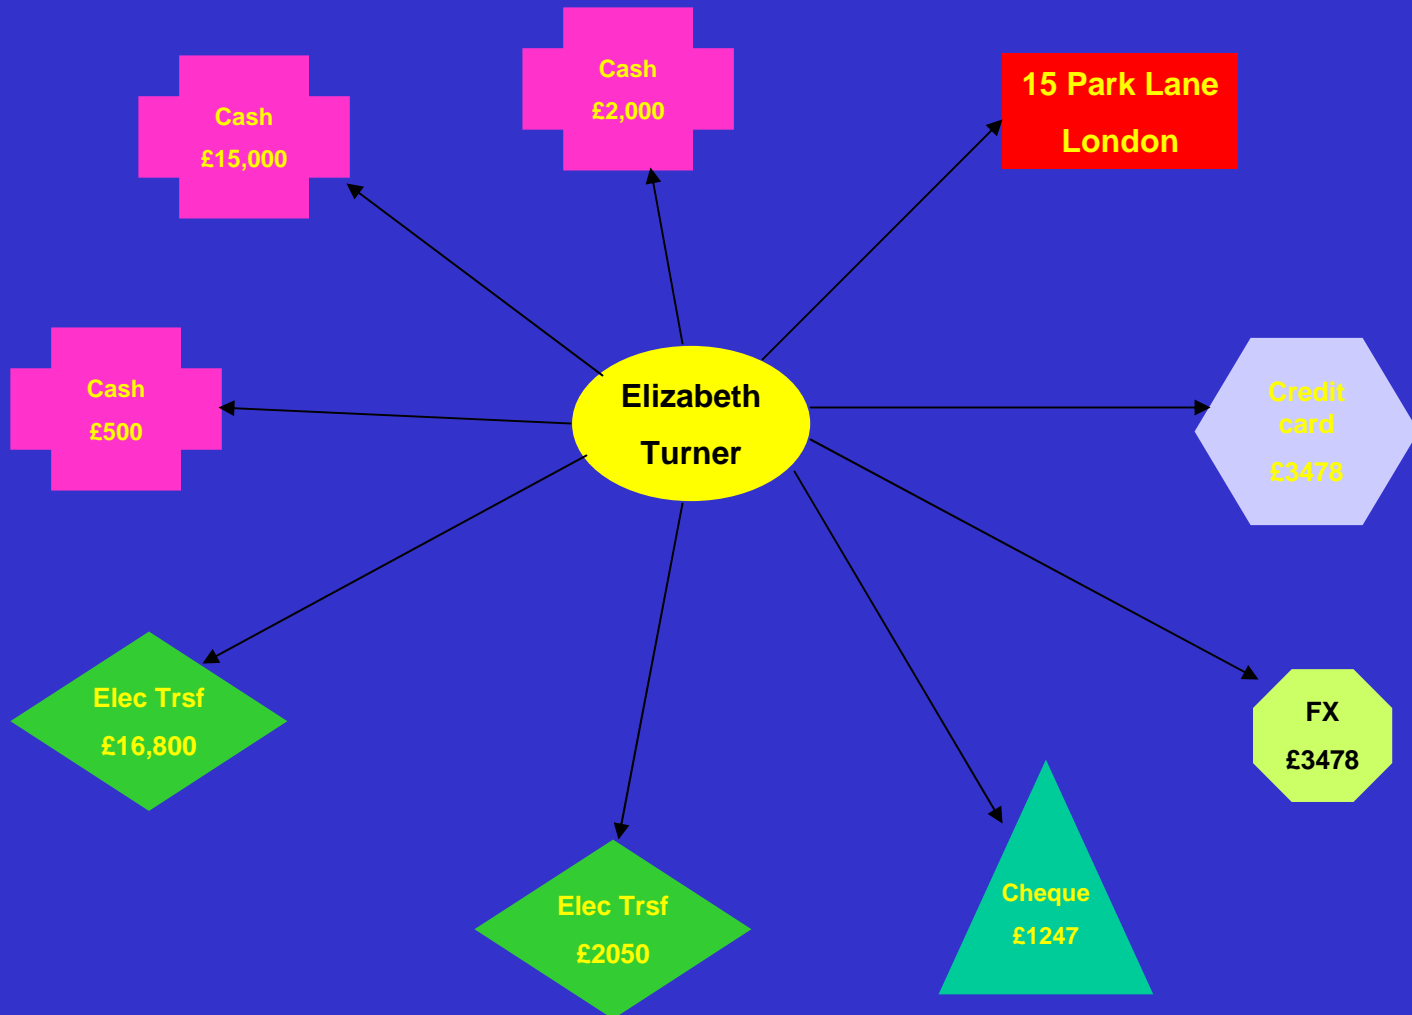 Cash
£15,000
Cash
£2,000
15 Park Lane
London
Cash
£500
Elizabeth
Turner
Credit
card
£3478
Elec Trsf
£16,800
FX
£3478
Elec Trsf
£2050
Cheque
£1247